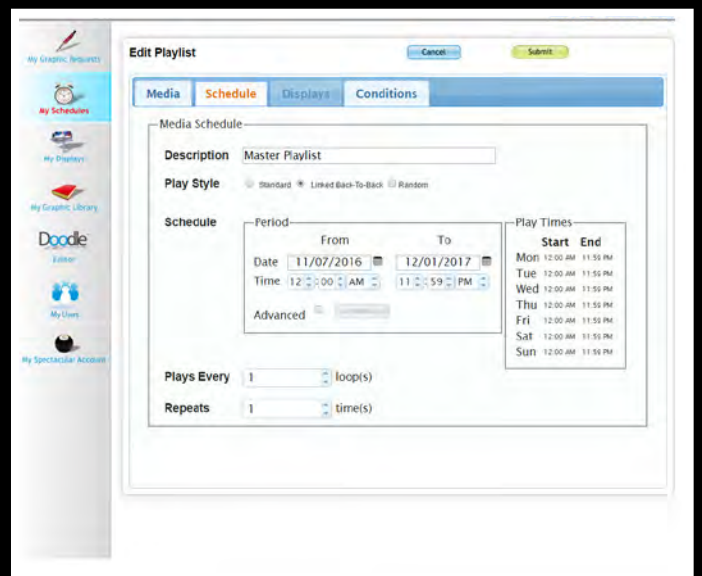 My Graphic Requests
My Schedules
My Displays
My Graphic Library
Doodle
Editor
My Users
My Spectacular Account
Edit Playlist
Cancel
Submit
Media Schedule Displays Conditions
Media Schedule
Description Master Playlist
Play Style Standard Linked Back-To-Back Random
Schedule
Period
From To
Date 11/07/2016 12/01/2017
Time 12 : 00 AM 11 : 59 PM
Advanced
Play Times
Start End
Mon 12:00 AM 11:59 PM
Tue 12:00 AM 11:59 PM
Wed 12:00 AM 11:59 PM
Thu 12:00 AM 11:59 PM
Fri 12:00 AM 11:59 PM
Sat 12:00 AM 11:59 PM
Sun 12:00 AM 11:59 PM
Plays Every 1 loop(s)
Repeats 1 time(s)